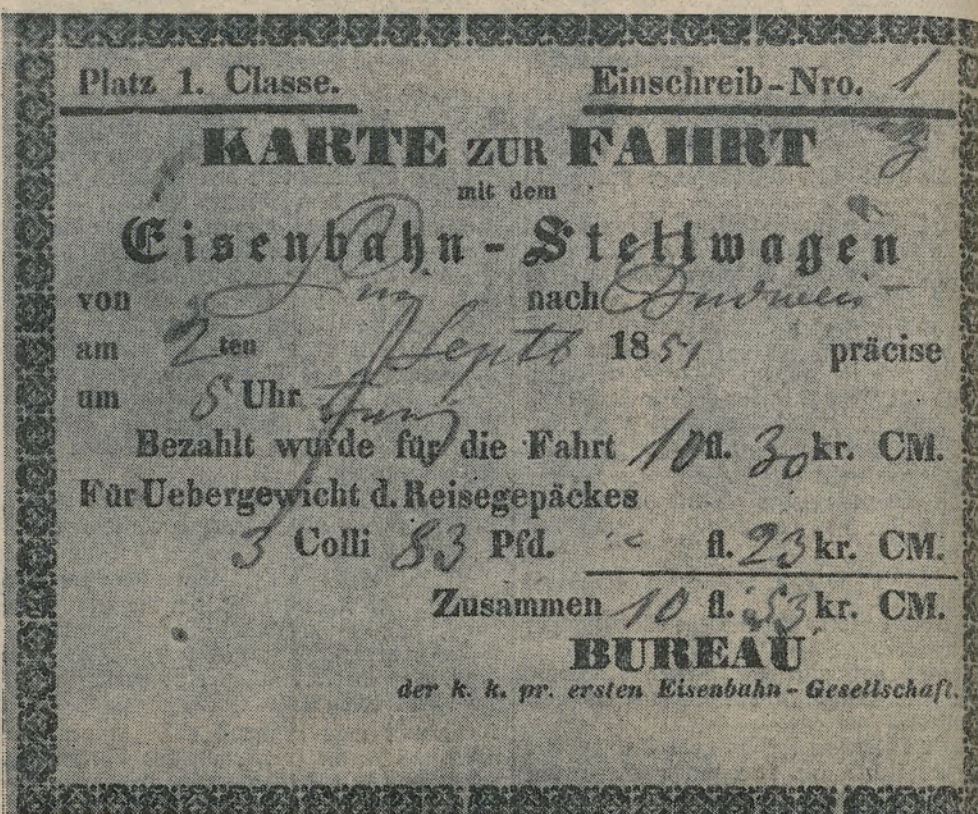 Platz 1. Classe. Einschreib-Nro. 1
KARTE ZUR FAHRT
mit dem
Eisenbahn-Stellwagen
von Linz nach Budweis
am 2ten Septb 1851 präcise
um 5 Uhr
Bezahlt wurde für die Fahrt 10 fl. 30 kr. CM.
Für Uebergewicht d. Reisegepäckes
3 Colli 83 Pfd. " fl. 23 kr. CM.
Zusammen 10 fl. 53 kr. CM.
BUREAU
der k. k. pr. ersten Eisenbahn-Gesellschaft.